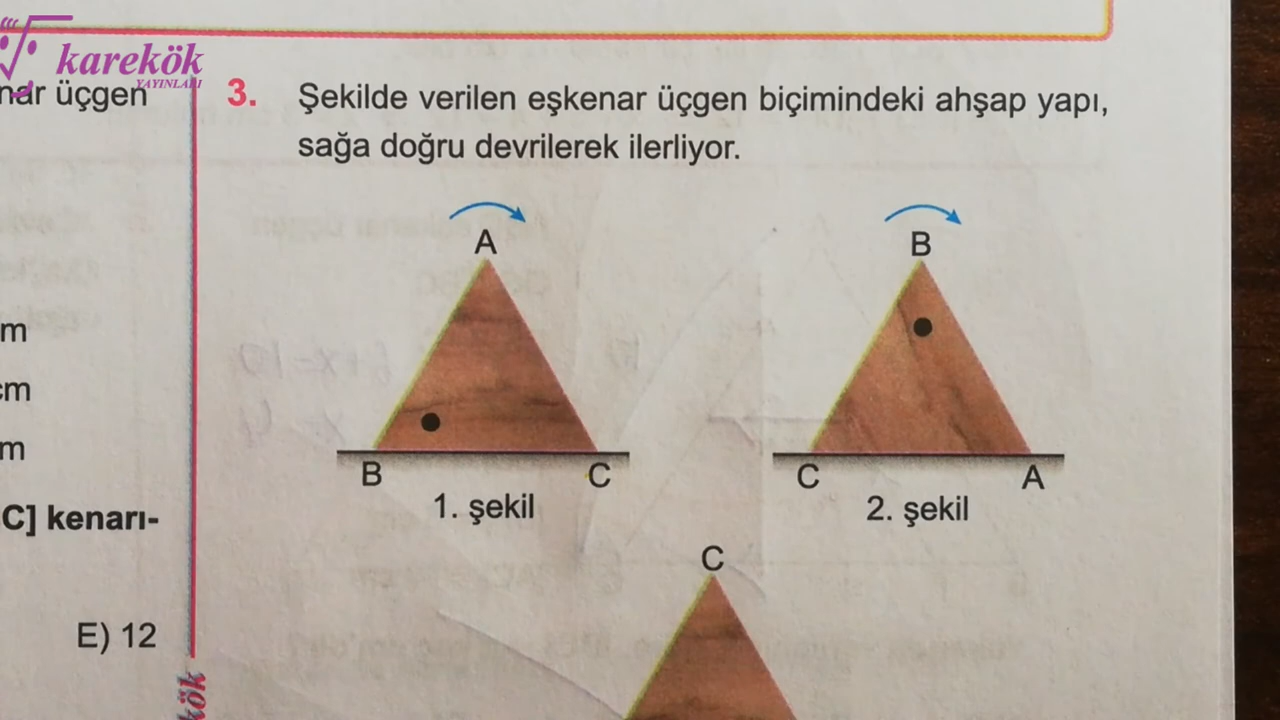 karekök
YAYINLARI
nar üçgen
m
cm
m
C] kenarı-
E) 12
kök
3. Şekilde verilen eşkenar üçgen biçimindeki ahşap yapı,
sağa doğru devrilerek ilerliyor.
A
B
B
C
C
A
1. şekil
2. şekil
C